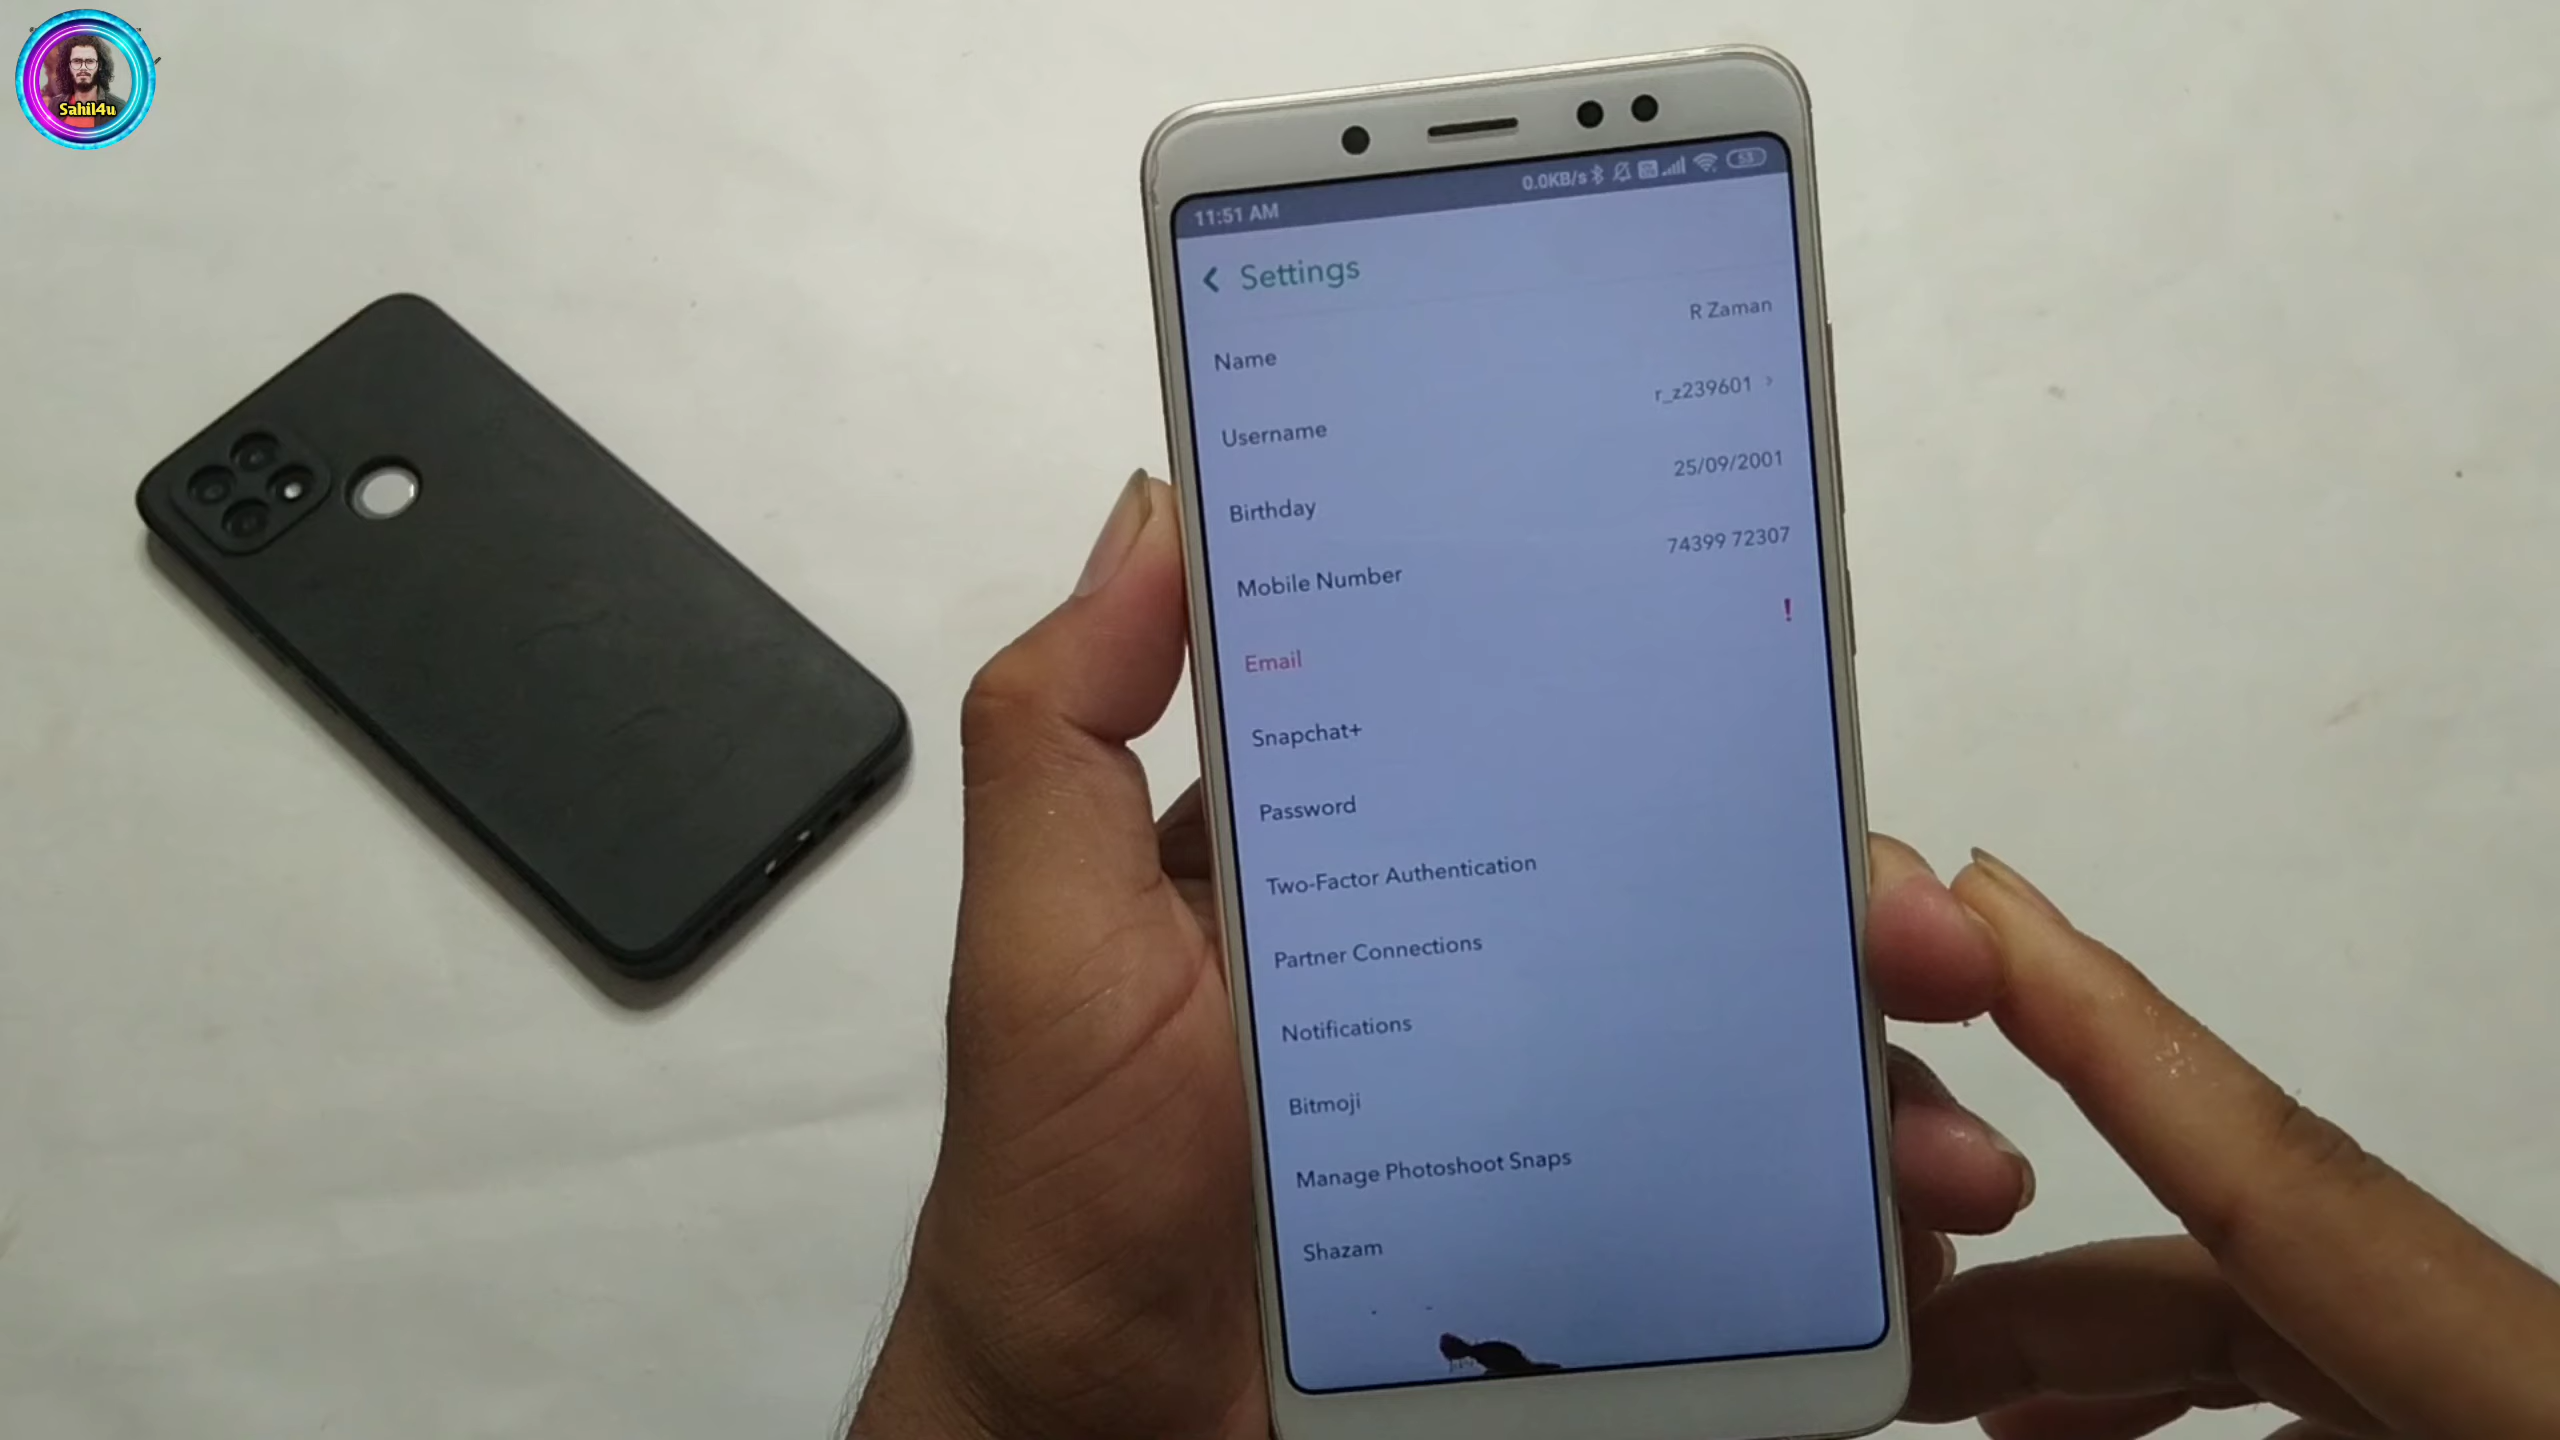 Sahil4u
11:51 AM 0.0KB/s 53
Settings
Name R Zaman
Username r_z239601
Birthday 25/09/2001
Mobile Number 74399 72307
Email !
Snapchat+
Password
Two-Factor Authentication
Partner Connections
Notifications
Bitmoji
Manage Photoshoot Snaps
Shazam